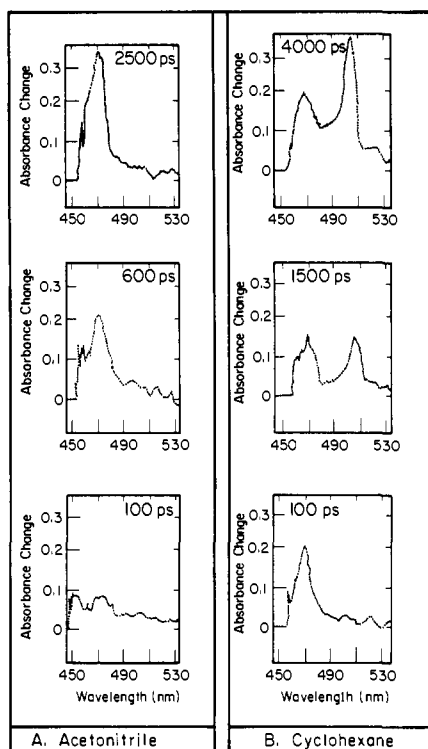 2500 ps
Absorbance Change
0.3
0.2
0.1
0
450 490 530
4000 ps
Absorbance Change
0.3
0.2
0.1
0
450 490 530
600 ps
Absorbance Change
0.3
0.2
0.1
0
450 490 530
1500 ps
Absorbance Change
0.3
0.2
0.1
0
450 490 530
100 ps
Absorbance Change
0.3
0.2
0.1
0
450 490 530
Wavelength (nm)
100 ps
Absorbance Change
0.3
0.2
0.1
0
450 490 530
Wavelength (nm)
A. Acetonitrile
B. Cyclohexane